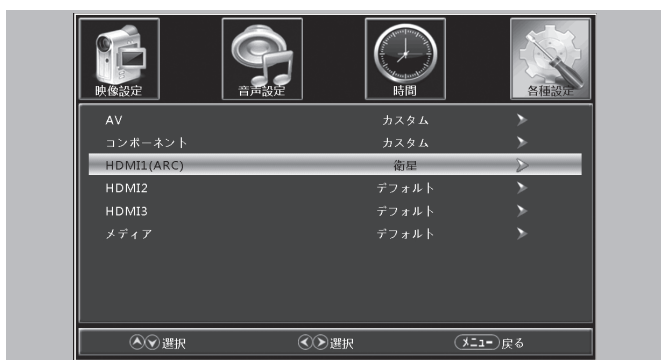 映像設定 音声設定 時間 各種設定
AV カスタム
コンポーネント カスタム
HDMI1(ARC) 衛星
HDMI2 デフォルト
HDMI3 デフォルト
メディア デフォルト
選択 選択 メニュー 戻る